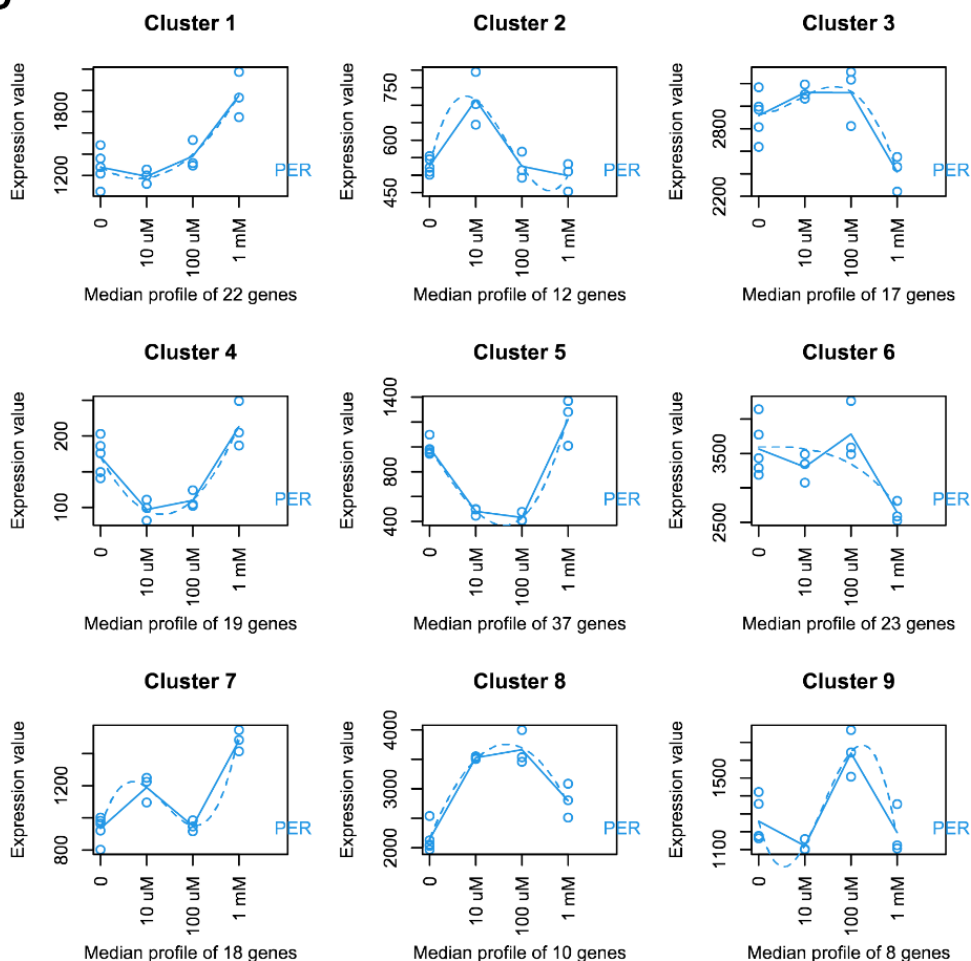 Cluster 1
Expression value
1200
1800
PER
0
10 uM
100 uM
1 mM
Median profile of 22 genes
Cluster 2
Expression value
450
600
750
PER
0
10 uM
100 uM
1 mM
Median profile of 12 genes
Cluster 3
Expression value
2200
2800
PER
0
10 uM
100 uM
1 mM
Median profile of 17 genes
Cluster 4
Expression value
100
200
PER
0
10 uM
100 uM
1 mM
Median profile of 19 genes
Cluster 5
Expression value
400
800
1400
PER
0
10 uM
100 uM
1 mM
Median profile of 37 genes
Cluster 6
Expression value
2500
3500
PER
0
10 uM
100 uM
1 mM
Median profile of 23 genes
Cluster 7
Expression value
800
1200
PER
0
10 uM
100 uM
1 mM
Median profile of 18 genes
Cluster 8
Expression value
2000
3000
4000
PER
0
10 uM
100 uM
1 mM
Median profile of 10 genes
Cluster 9
Expression value
1100
1500
PER
0
10 uM
100 uM
1 mM
Median profile of 8 genes